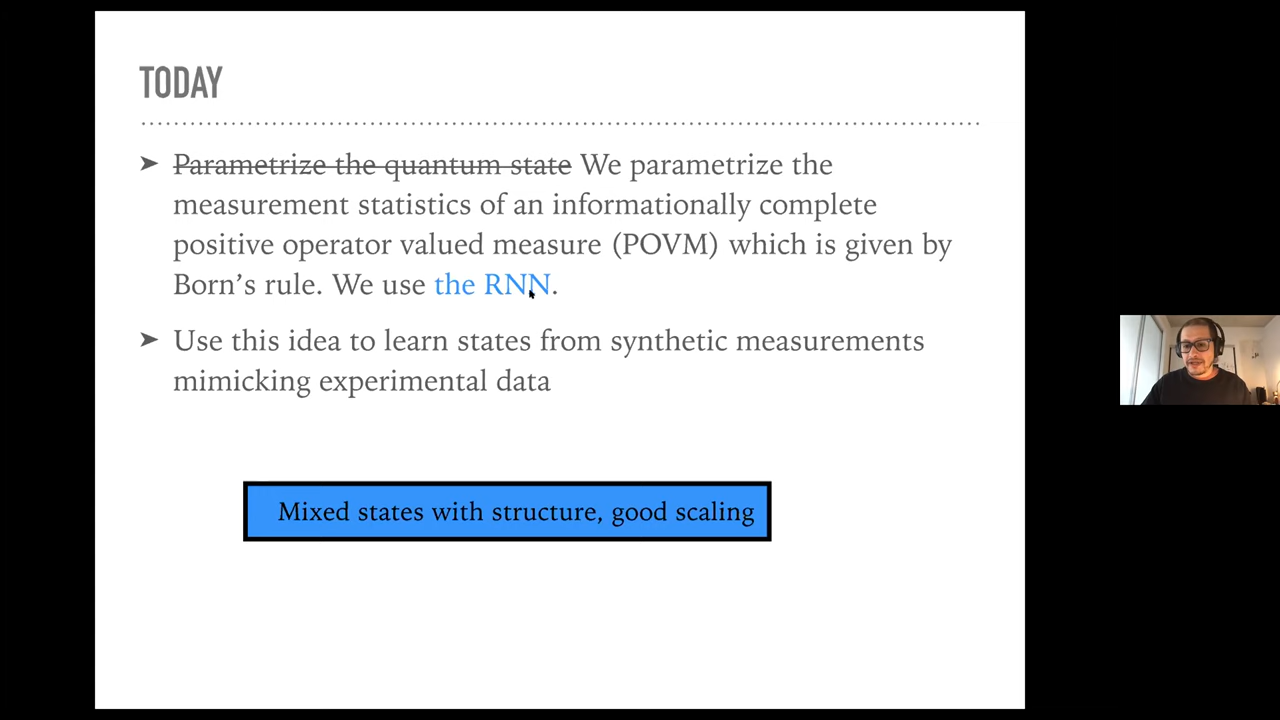 TODAY
➤ Parametrize the quantum state We parametrize the
measurement statistics of an informationally complete
positive operator valued measure (POVM) which is given by
Born’s rule. We use the RNN.
➤ Use this idea to learn states from synthetic measurements
mimicking experimental data
Mixed states with structure, good scaling